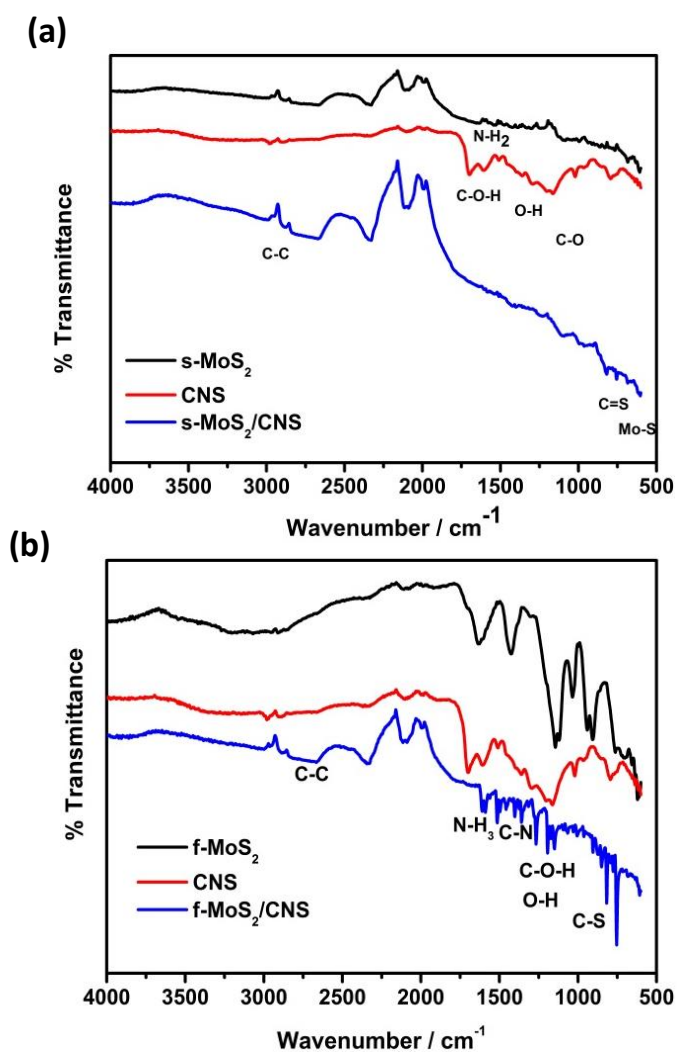 (a)
% Transmittance
N-H2
C-O-H
O-H
C-O
C-C
s-MoS2
CNS
s-MoS2/CNS
C=S
Mo-S
4000 3500 3000 2500 2000 1500 1000 500
Wavenumber / cm-1
(b)
% Transmittance
C-C
N-H3 C-N
f-MoS2
C-O-H
CNS
O-H
f-MoS2/CNS
C-S
4000 3500 3000 2500 2000 1500 1000 500
Wavenumber / cm-1